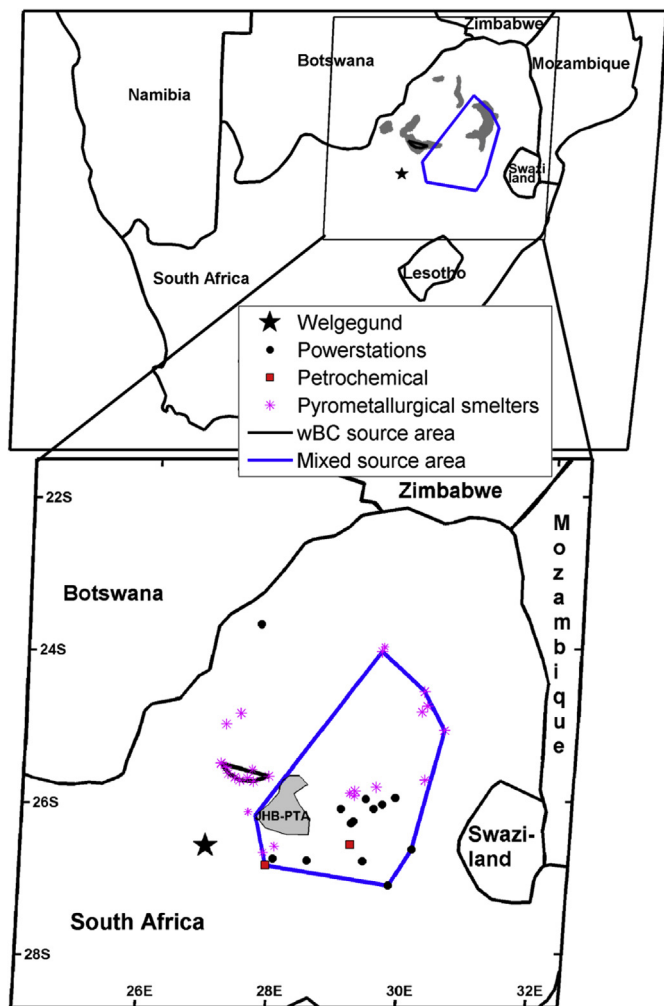 Zimbabwe
Botswana
Mozambique
Namibia
Swazi
land
South Africa
Lesotho
Welgegund
Powerstations
Petrochemical
Pyrometallurgical smelters
wBC source area
Mixed source area
Zimbabwe
22S
Mozambique
Botswana
24S
26S
JHB-PTA
Swazi-
land
South Africa
28S
26E 28E 30E 32E